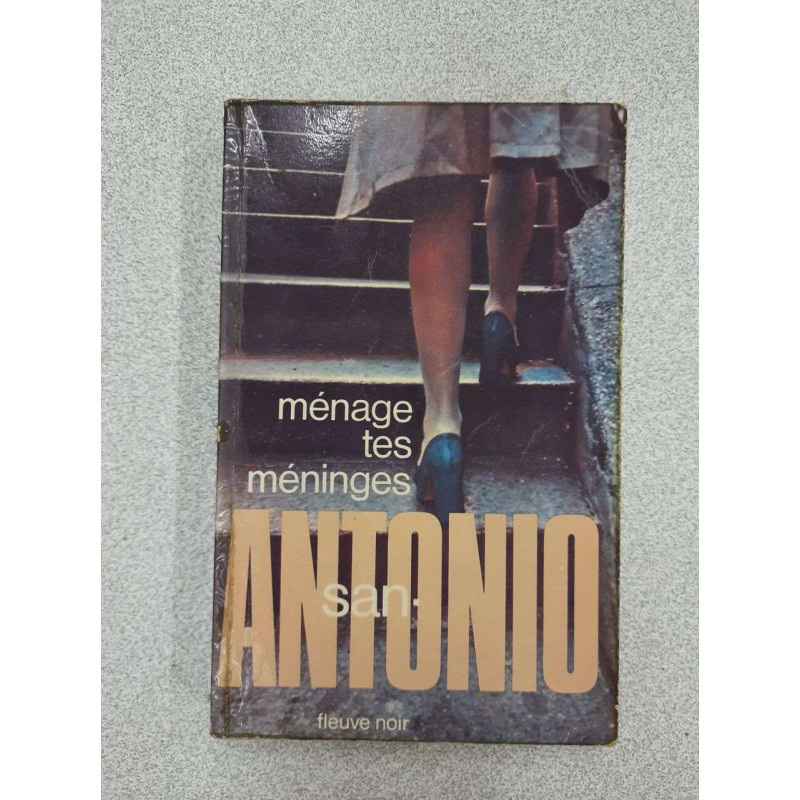 ménage
tes
méninges
san-
ANTONIO
fleuve noir